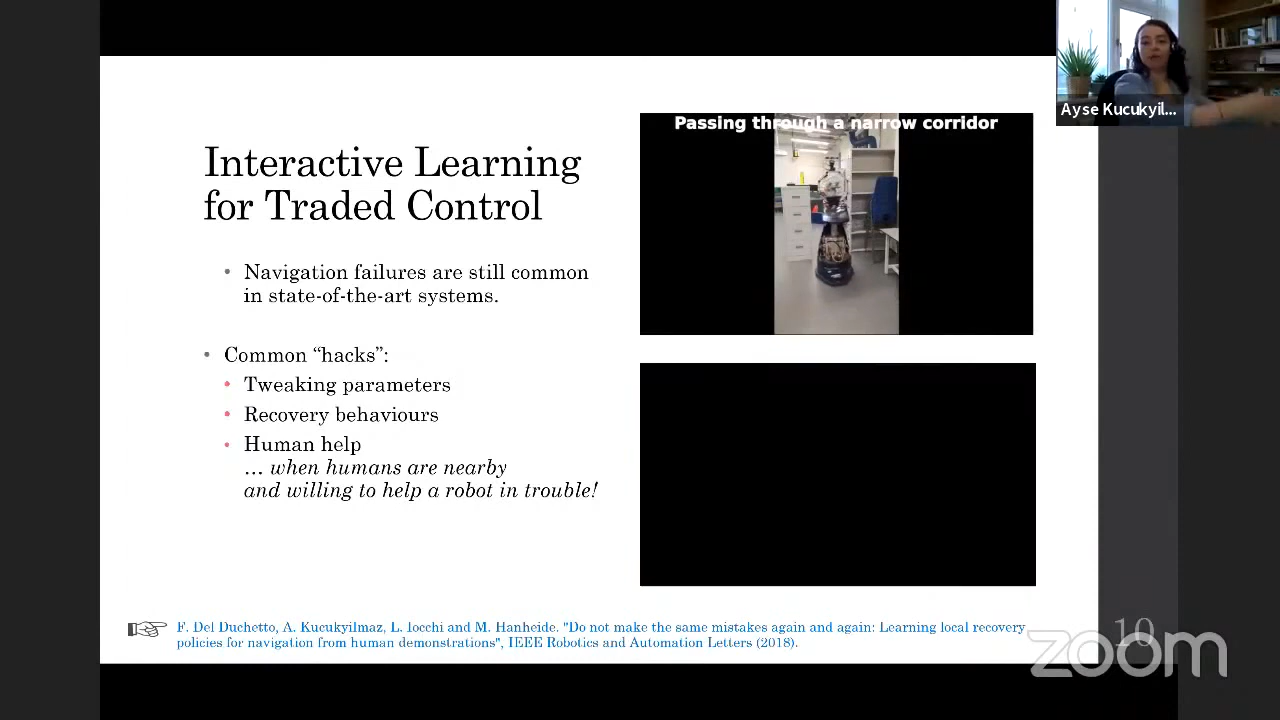 Ayse Kucukyil...
Passing through a narrow corridor
Interactive Learning
for Traded Control
• Navigation failures are still common
in state-of-the-art systems.
• Common “hacks”:
• Tweaking parameters
• Recovery behaviours
• Human help
... when humans are nearby
and willing to help a robot in trouble!
F. Del Duchetto, A. Kucukyilmaz, L. Iocchi and M. Hanheide. "Do not make the same mistakes again and again: Learning local recovery
policies for navigation from human demonstrations", IEEE Robotics and Automation Letters (2018).
10
zoom